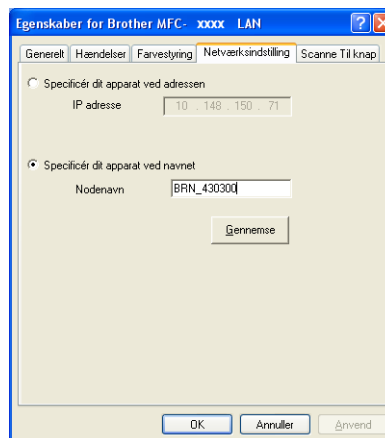 Egenskaber for Brother MFC- xxxx LAN
Generelt Hændelser Farvestyring Netværksindstilling Scanne Til knap
Specificér dit apparat ved adressen
IP adresse 10 . 148 . 150 . 71
Specificér dit apparat ved navnet
Nodenavn BRN_430300
Gennemse
OK Annuller Anvend